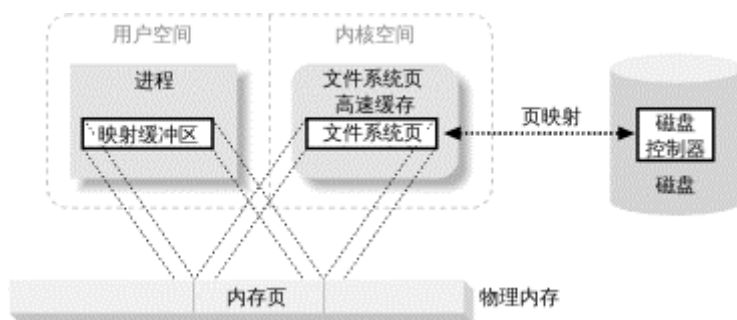 用户空间
内核空间
进程
映射缓冲区
文件系统页
高速缓存
文件系统页
页映射
磁盘
控制器
磁盘
内存页
物理内存